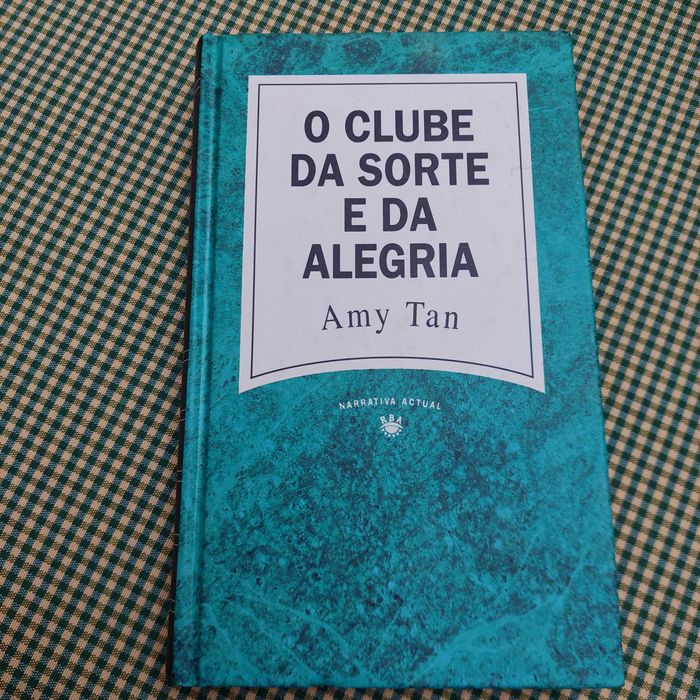 O CLUBE
DA SORTE
E DA
ALEGRIA
Amy Tan
NARRATIVA ACTUAL
RBA